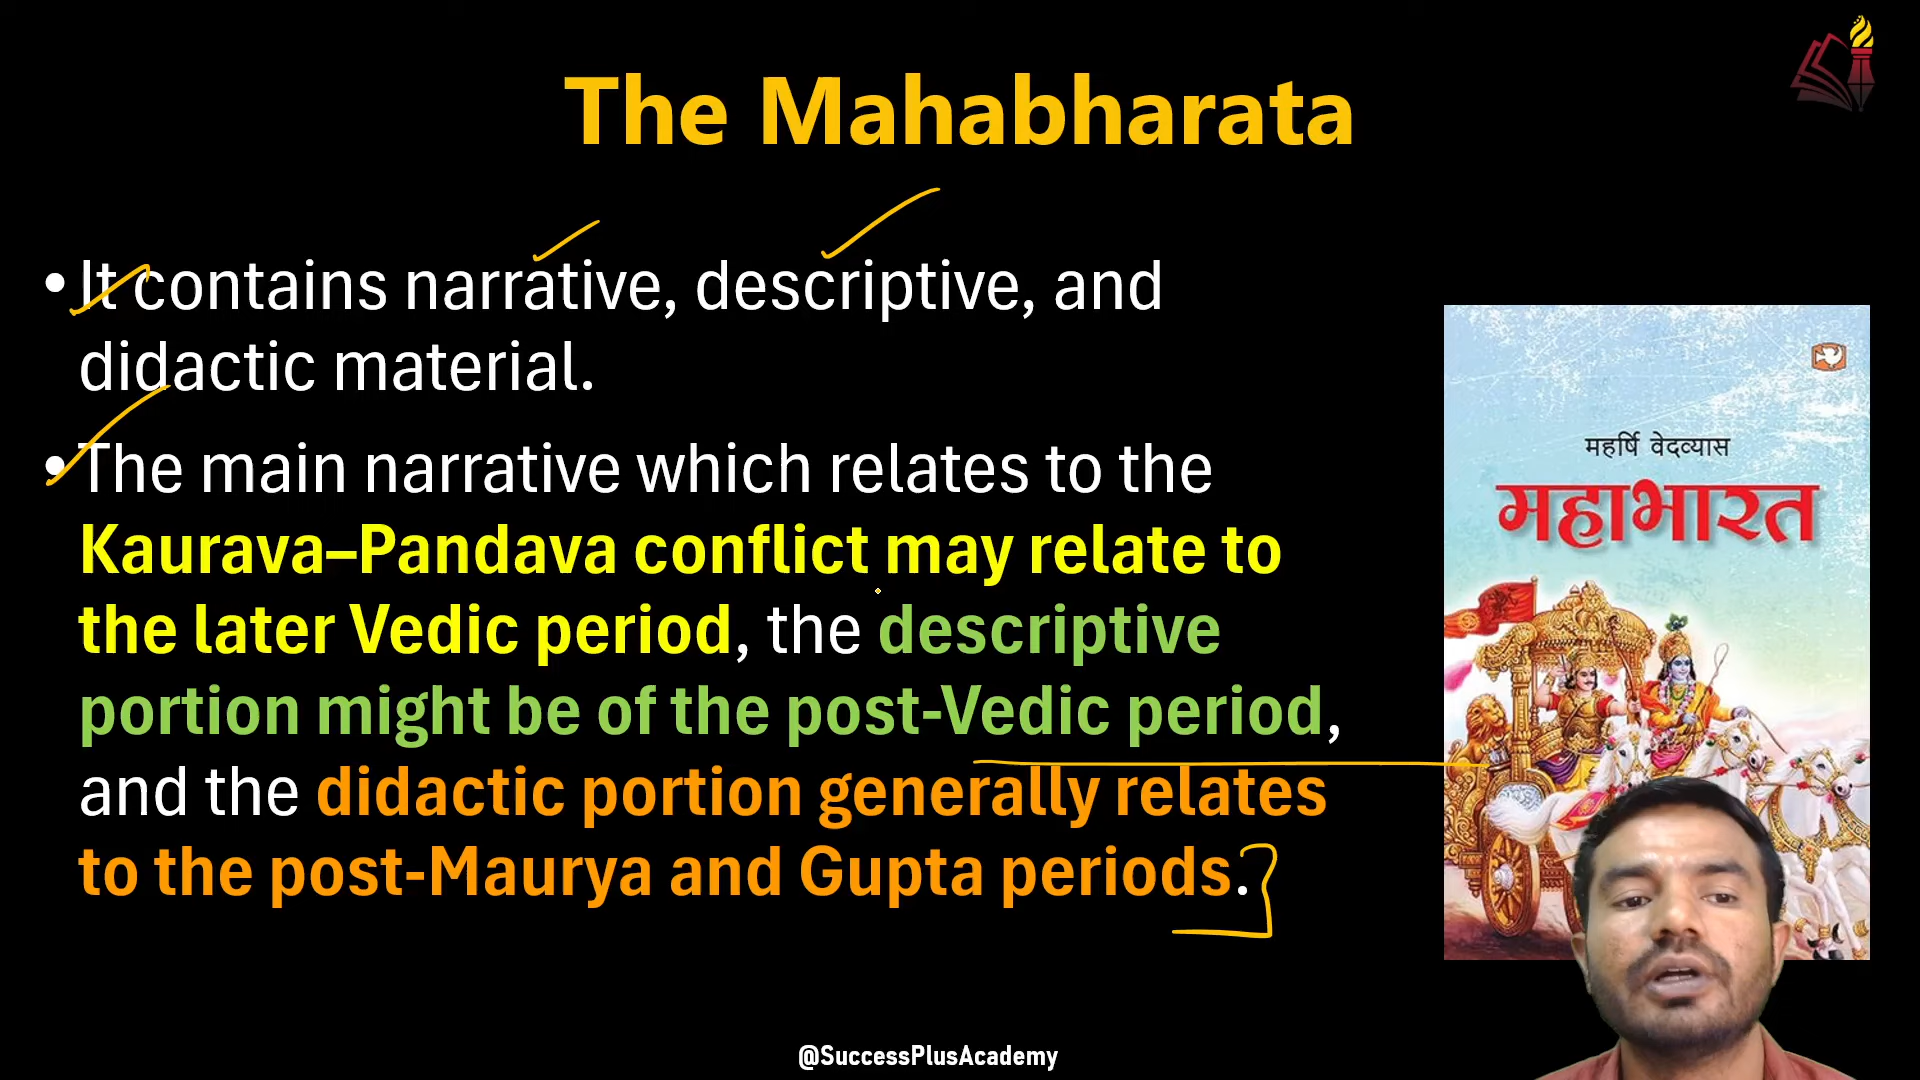 The Mahabharata
• It contains narrative, descriptive, and
didactic material.
• The main narrative which relates to the
Kaurava–Pandava conflict may relate to
the later Vedic period, the descriptive
portion might be of the post-Vedic period,
and the didactic portion generally relates
to the post-Maurya and Gupta periods.
महर्षि वेदव्यास
महाभारत
@SuccessPlusAcademy